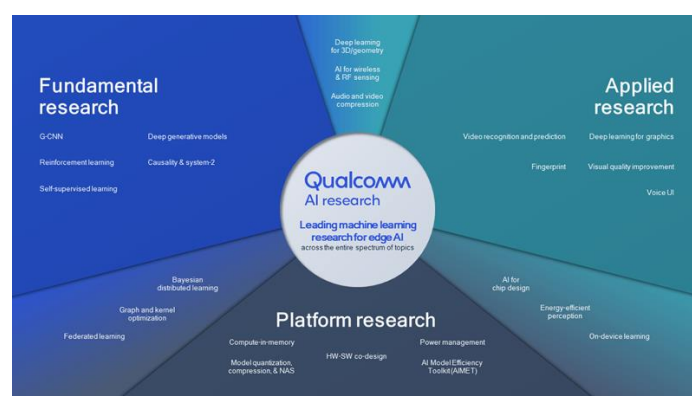 Deep learning
for 3D/geometry
AI for wireless
& RF sensing
Audio and video
compression
Fundamental
research
G-CNN
Deep generative models
Reinforcement learning
Causality & system-2
Self-supervised learning
Applied
research
Video recognition and prediction
Deep learning for graphics
Fingerprint
Visual quality improvement
Voice UI
Qualcomm
AI research
Leading machine learning
research for edge AI
across the entire spectrum of topics
Bayesian
distributed learning
Graph and kernel
optimization
Federated learning
AI for
chip design
Energy-efficient
perception
On-device learning
Platform research
Compute-in-memory
Model quantization,
compression, & NAS
HW-SW co-design
Power management
AI Model Efficiency
Toolkit (AIMET)